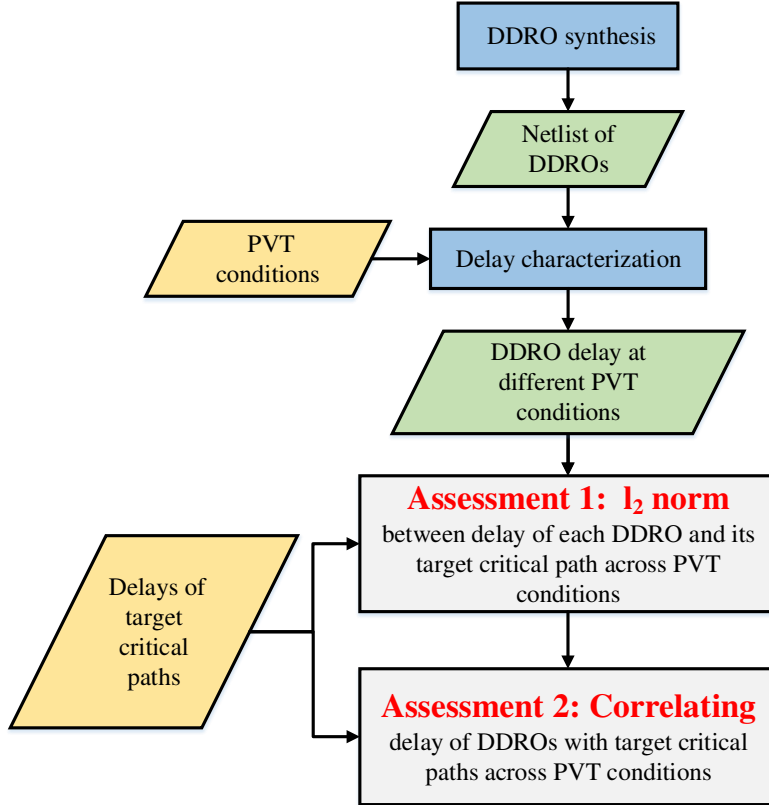 DDRO synthesis
Netlist of
DDROs
PVT
conditions
Delay characterization
DDRO delay at
different PVT
conditions
Assessment 1: l₂ norm
between delay of each DDRO and its
target critical path across PVT
conditions
Delays of
target
critical
paths
Assessment 2: Correlating
delay of DDROs with target critical
paths across PVT conditions